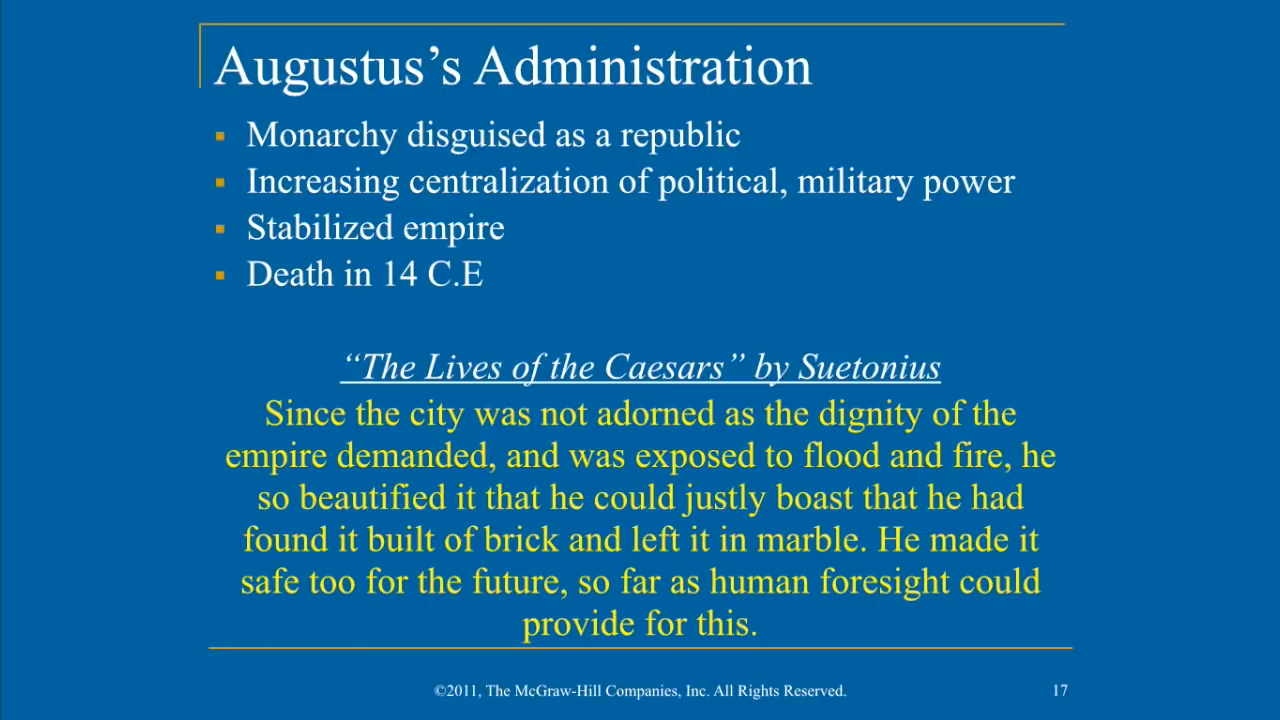 Augustus’s Administration
Monarchy disguised as a republic
Increasing centralization of political, military power
Stabilized empire
Death in 14 C.E
“The Lives of the Caesars” by Suetonius
Since the city was not adorned as the dignity of the
empire demanded, and was exposed to flood and fire, he
so beautified it that he could justly boast that he had
found it built of brick and left it in marble. He made it
safe too for the future, so far as human foresight could
provide for this.
©2011, The McGraw-Hill Companies, Inc. All Rights Reserved.
17